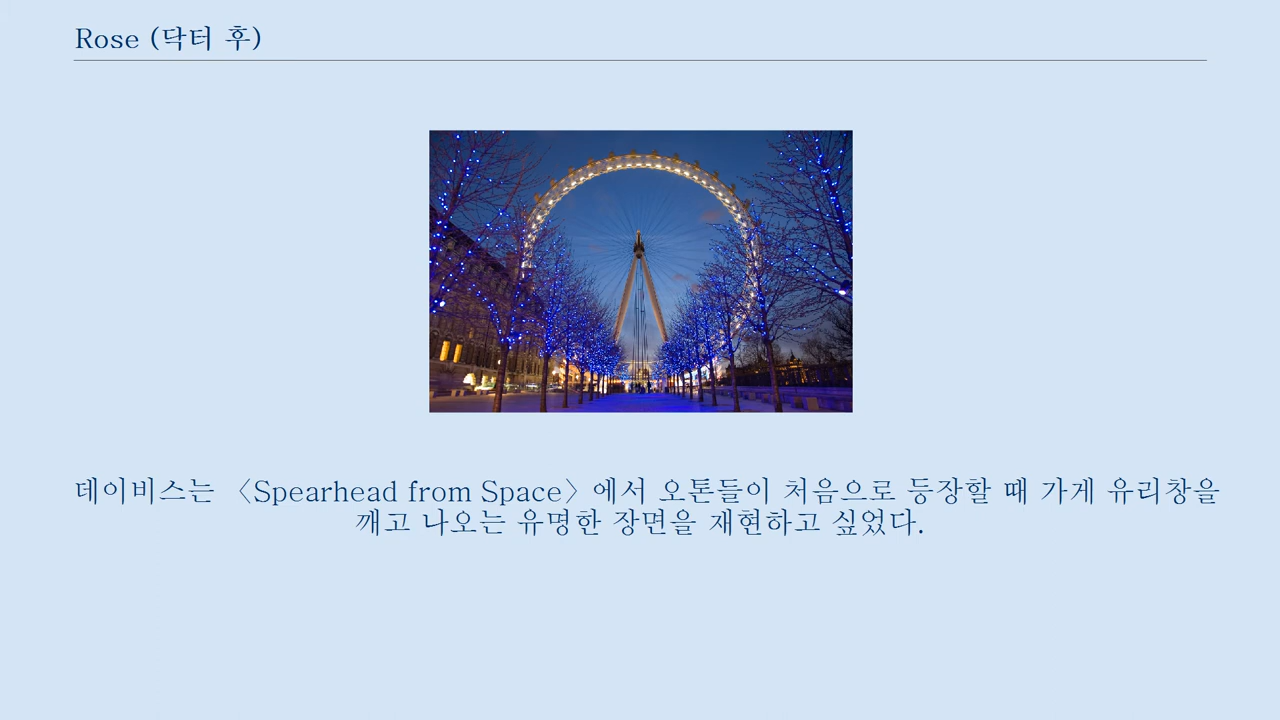 Rose (닥터 후)
데이비스는 〈Spearhead from Space〉에서 오톤들이 처음으로 등장할 때 가게 유리창을
깨고 나오는 유명한 장면을 재현하고 싶었다.